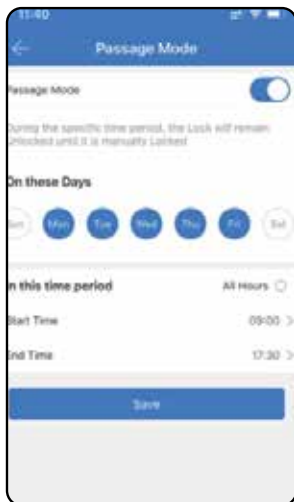 11:40
Passage Mode
Passage Mode
During the specific time period, the Lock will remain
Unlocked until it is manually Locked
On these Days
Sun Mon Tue Wed Thu Fri Sat
n this time period All Hours
Start Time 09:00 >
End Time 17:30 >
Save